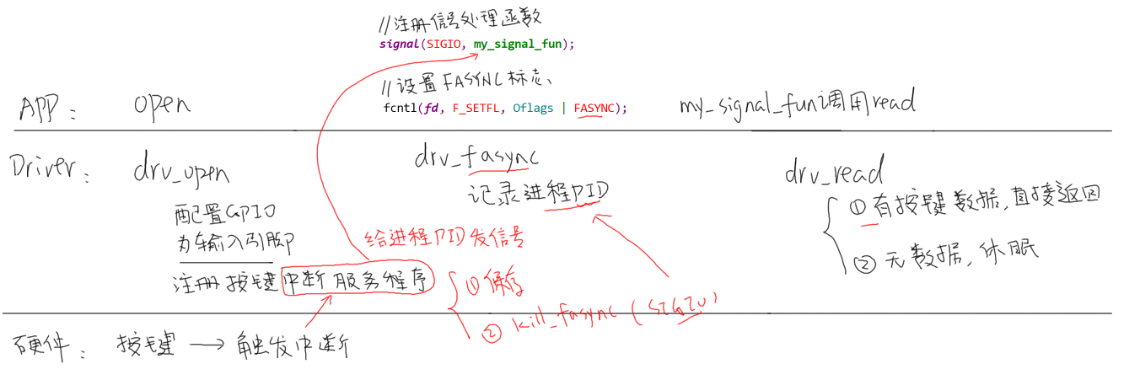 //注册信号处理函数
signal(SIGIO, my_signal_fun);
//设置FASYNC标志、
fcntl(fd, F_SETFL, Oflags | FASYNC);
APP: open
my_signal_fun调用read
Driver: drv_open
drv_fasync
drv_read
记录进程PID
配置GPIO
①有按键数据,直接返回
为输入引脚
给进程PID发信号
②无数据,休眠
注册按键中断服务程序
①保存
②kill_fasync(SIGIO)
硬件: 按键 → 触发中断